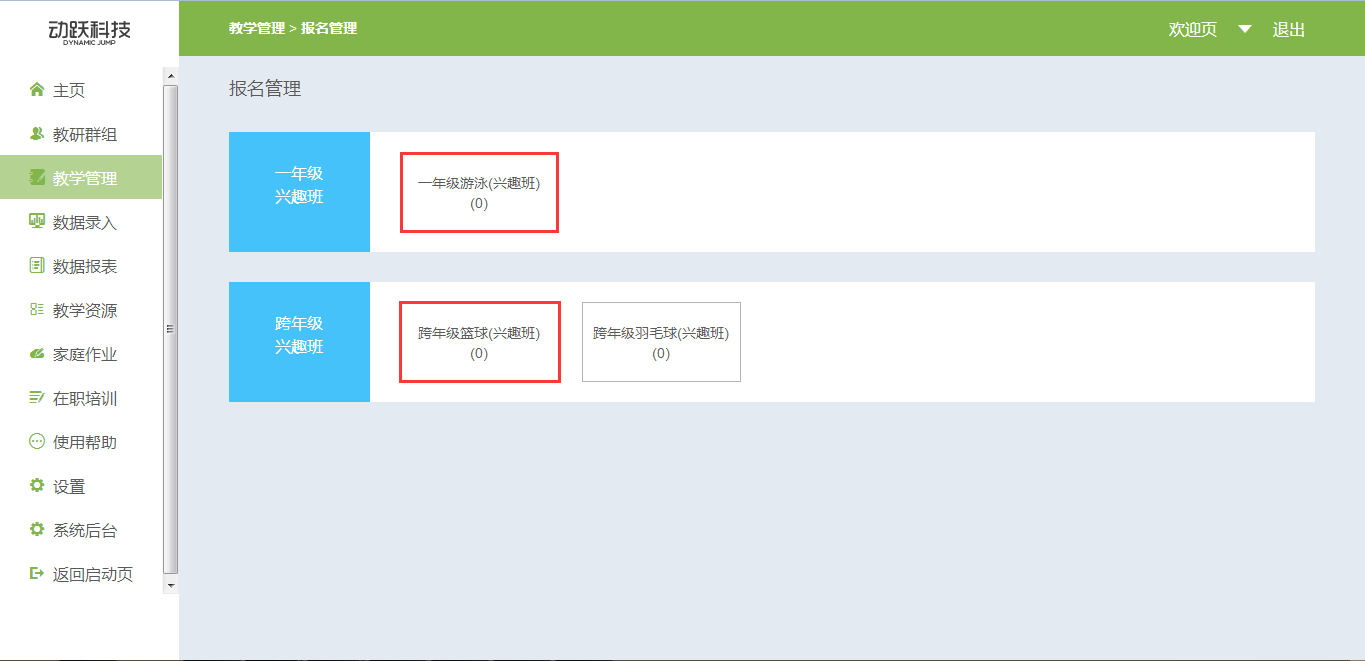 动跃科技
DYNAMIC JUMP
教学管理 > 报名管理
欢迎页
退出
主页
教研群组
教学管理
数据录入
数据报表
教学资源
家庭作业
在职培训
使用帮助
设置
系统后台
返回启动页
报名管理
一年级
兴趣班
一年级游泳(兴趣班)
(0)
跨年级
兴趣班
跨年级篮球(兴趣班)
(0)
跨年级羽毛球(兴趣班)
(0)